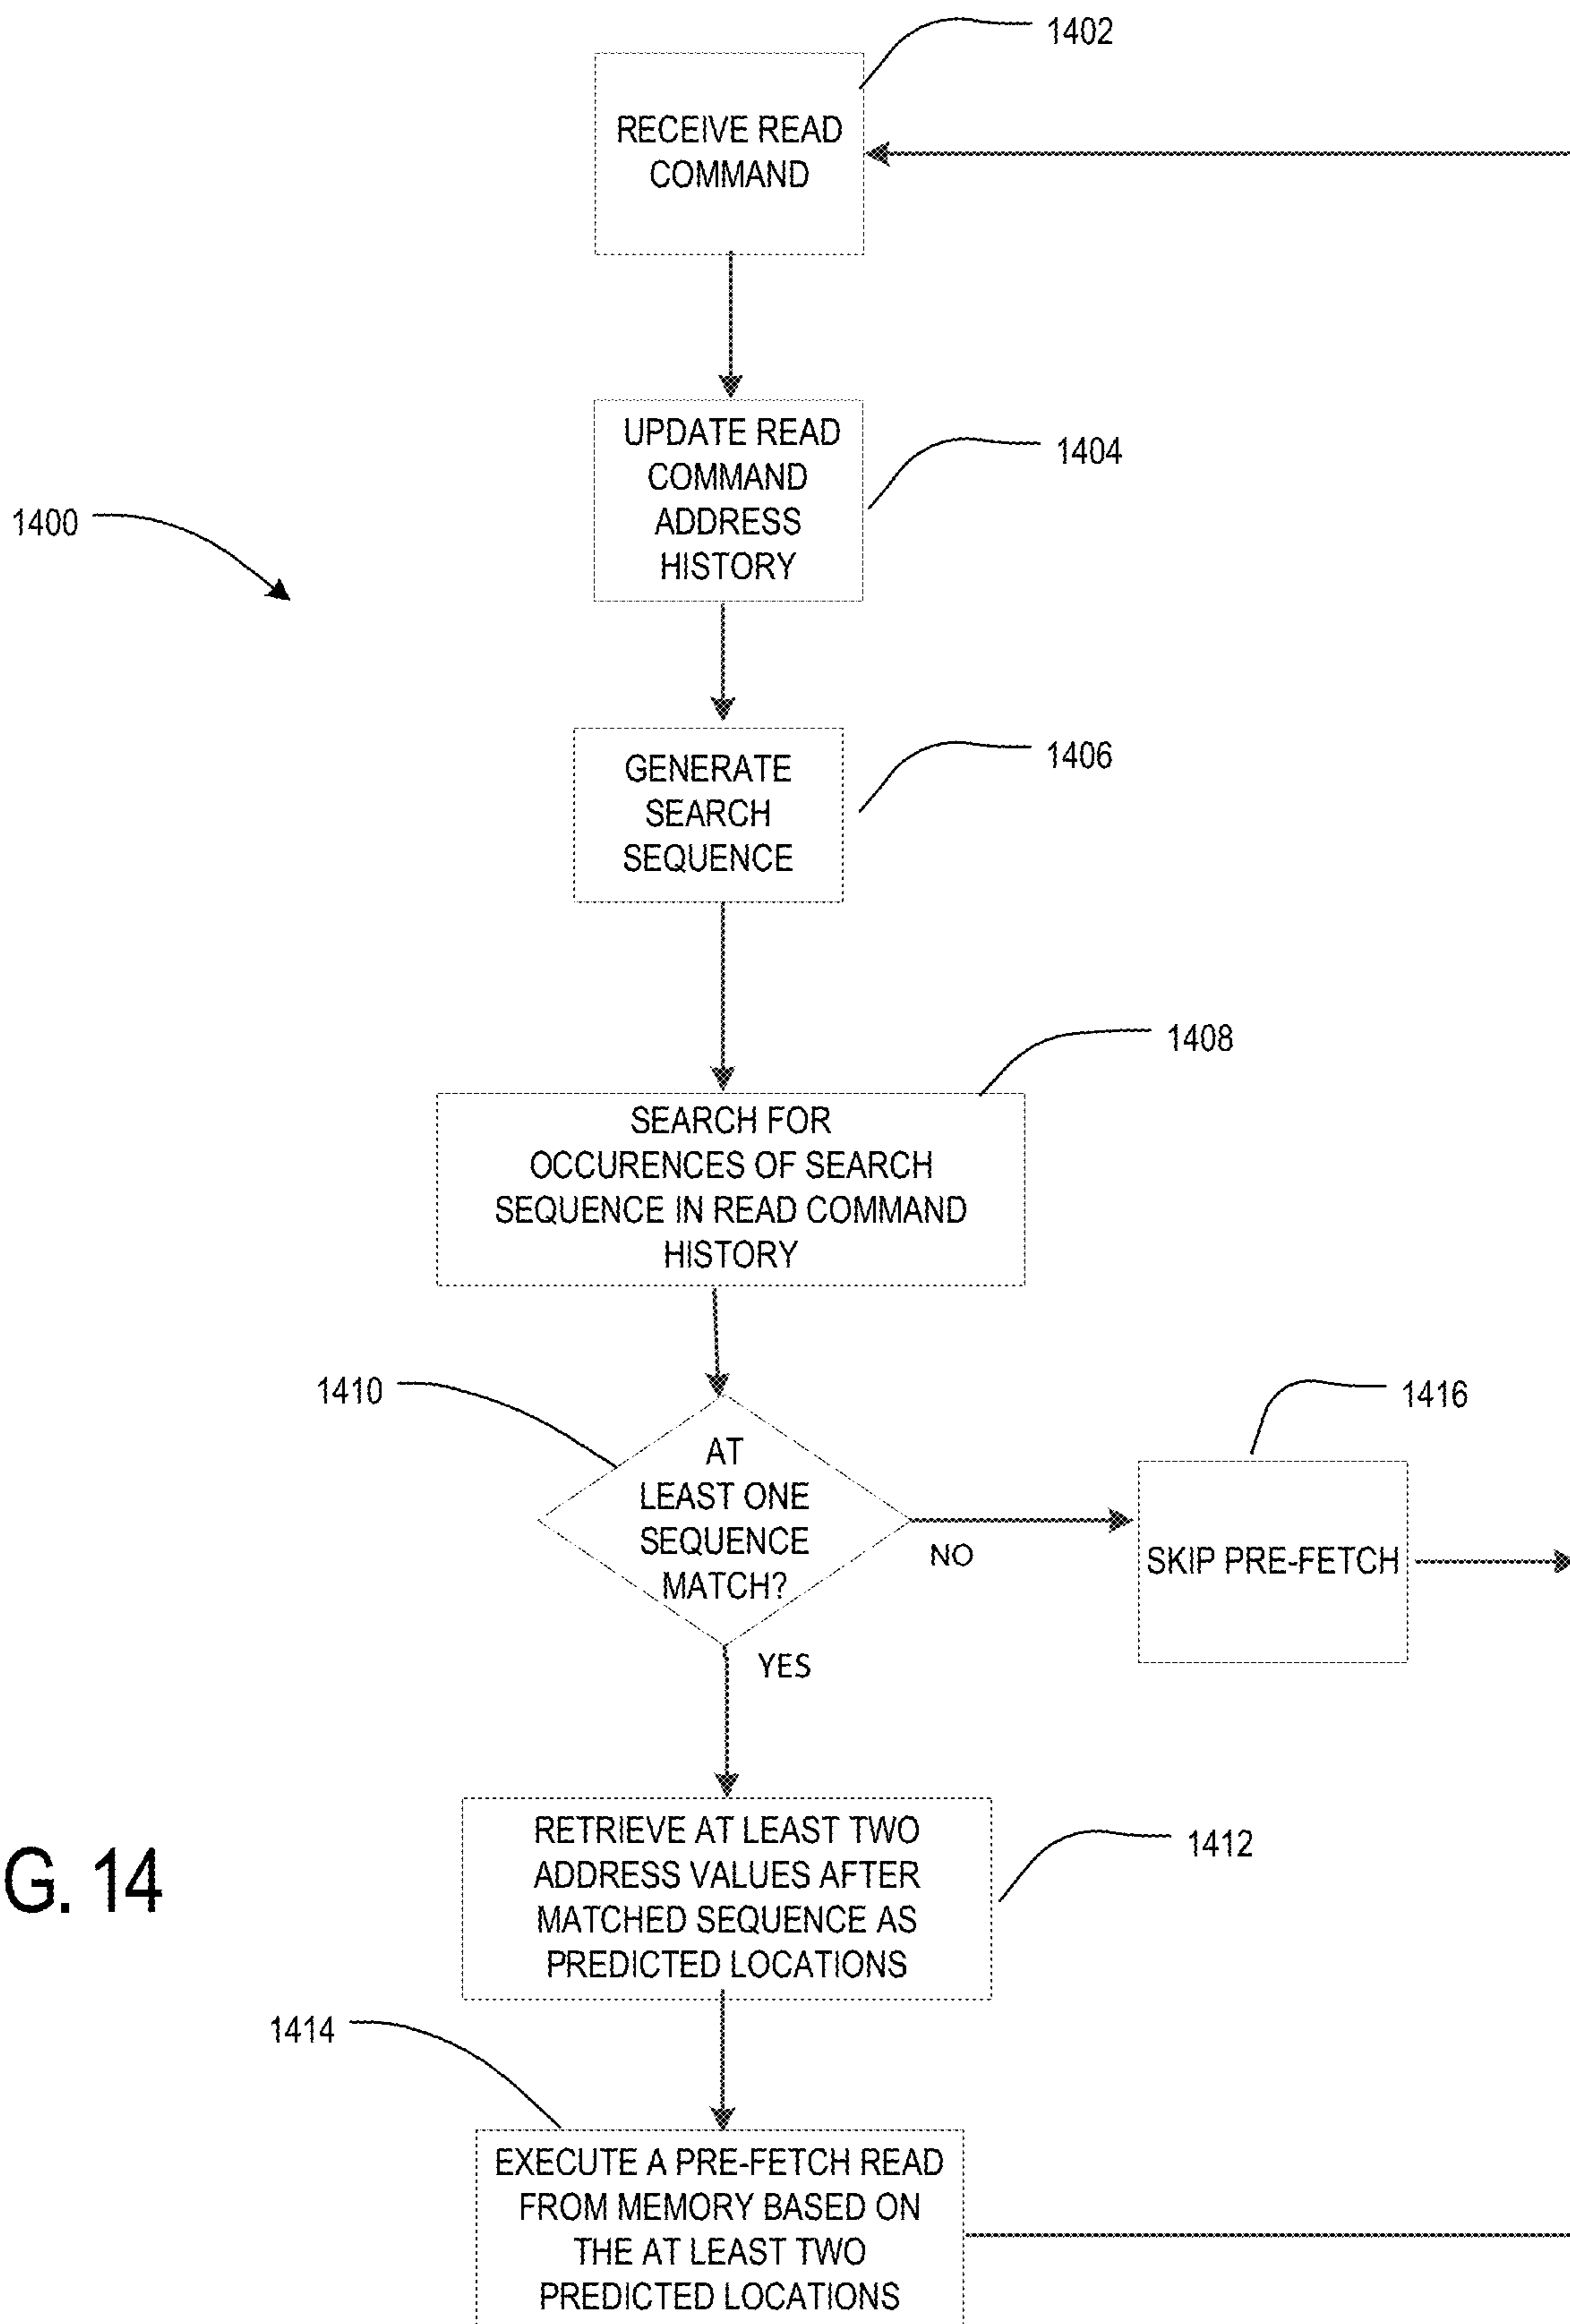 1402
RECEIVE READ
COMMAND
UPDATE READ
COMMAND
ADDRESS
HISTORY
1404
1400
GENERATE
SEARCH
SEQUENCE
1406
1408
SEARCH FOR
OCCURENCES OF SEARCH
SEQUENCE IN READ COMMAND
HISTORY
1410
AT
LEAST ONE
SEQUENCE
MATCH?
NO
1416
SKIP PRE-FETCH
YES
RETRIEVE AT LEAST TWO
ADDRESS VALUES AFTER
MATCHED SEQUENCE AS
PREDICTED LOCATIONS
1412
G. 14
1414
EXECUTE A PRE-FETCH READ
FROM MEMORY BASED ON
THE AT LEAST TWO
PREDICTED LOCATIONS